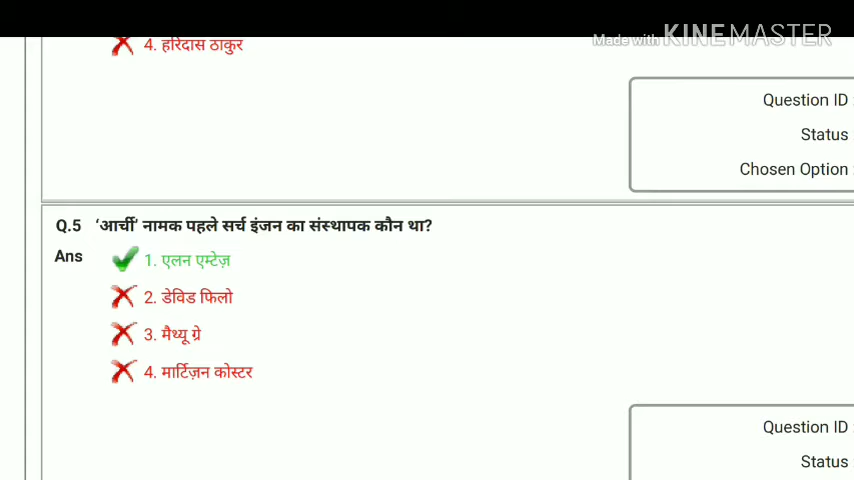 4. हरिदास ठाकुर
Made with KINEMASTER
Question ID :
Status
Chosen Option :
Q.5 ‘आर्ची’ नामक पहले सर्च इंजन का संस्थापक कौन था?
Ans
1. एलन एम्टेज़
2. डेविड फिलो
3. मैथ्यू ग्रे
4. मार्टिज़न कोस्टर
Question ID :
Status